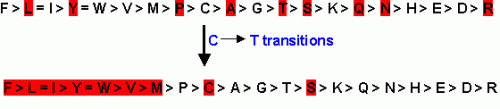 F > L = I > Y = W > V > M > P > C > A > G > T > S > K > Q > N > H > E > D > R
C → T transitions
F > L = I > Y = W > V > M > P > C > A > G > T > S > K > Q > N > H > E > D > R